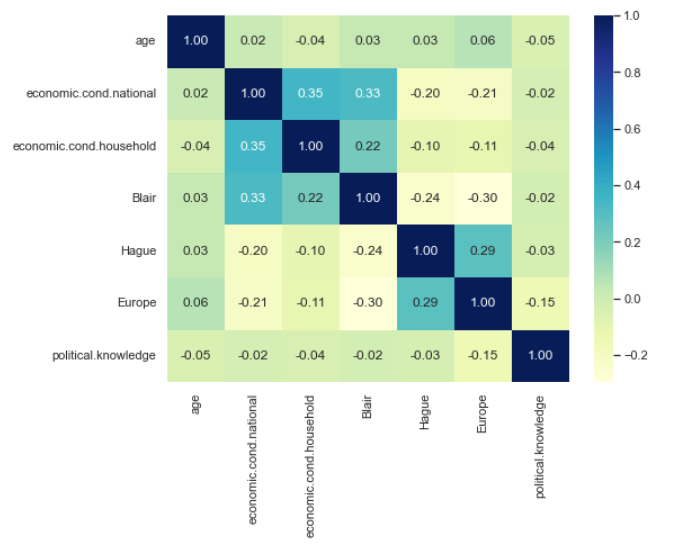 age 1.00 0.02 -0.04 0.03 0.03 0.06 -0.05
economic.cond.national 0.02 1.00 0.35 0.33 -0.20 -0.21 -0.02
economic.cond.household -0.04 0.35 1.00 0.22 -0.10 -0.11 -0.04
Blair 0.03 0.33 0.22 1.00 -0.24 -0.30 -0.02
Hague 0.03 -0.20 -0.10 -0.24 1.00 0.29 -0.03
Europe 0.06 -0.21 -0.11 -0.30 0.29 1.00 -0.15
political.knowledge -0.05 -0.02 -0.04 -0.02 -0.03 -0.15 1.00
age
economic.cond.national
economic.cond.household
Blair
Hague
Europe
political.knowledge
1.0
0.8
0.6
0.4
0.2
0.0
−0.2